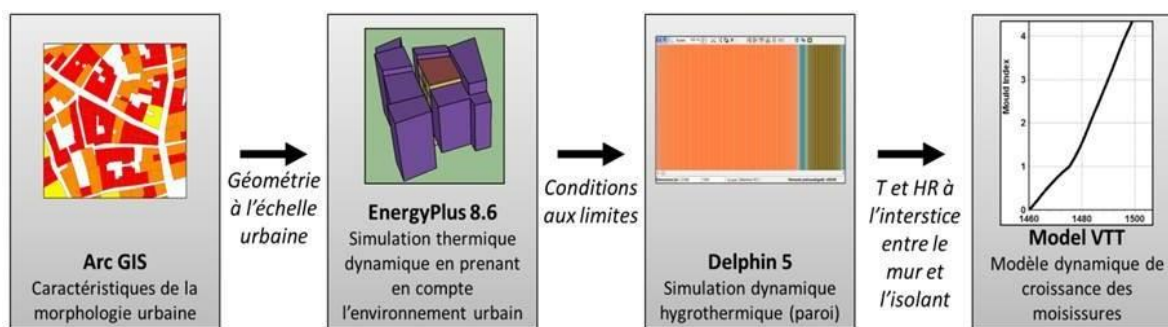 Arc GIS
Caractéristiques de la
morphologie urbaine
Géométrie
à l'échelle
urbaine
EnergyPlus 8.6
Simulation thermique
dynamique en prenant
en compte
l'environnement urbain
Conditions
aux limites
Delphin 5
Simulation dynamique
hygrothermique (paroi)
T et HR à
l'interstice
entre le
mur et
l'isolant
Mould Index
4
3
2
1
0
1460 1480 1500
Model VTT
Modèle dynamique de
croissance des
moisissures